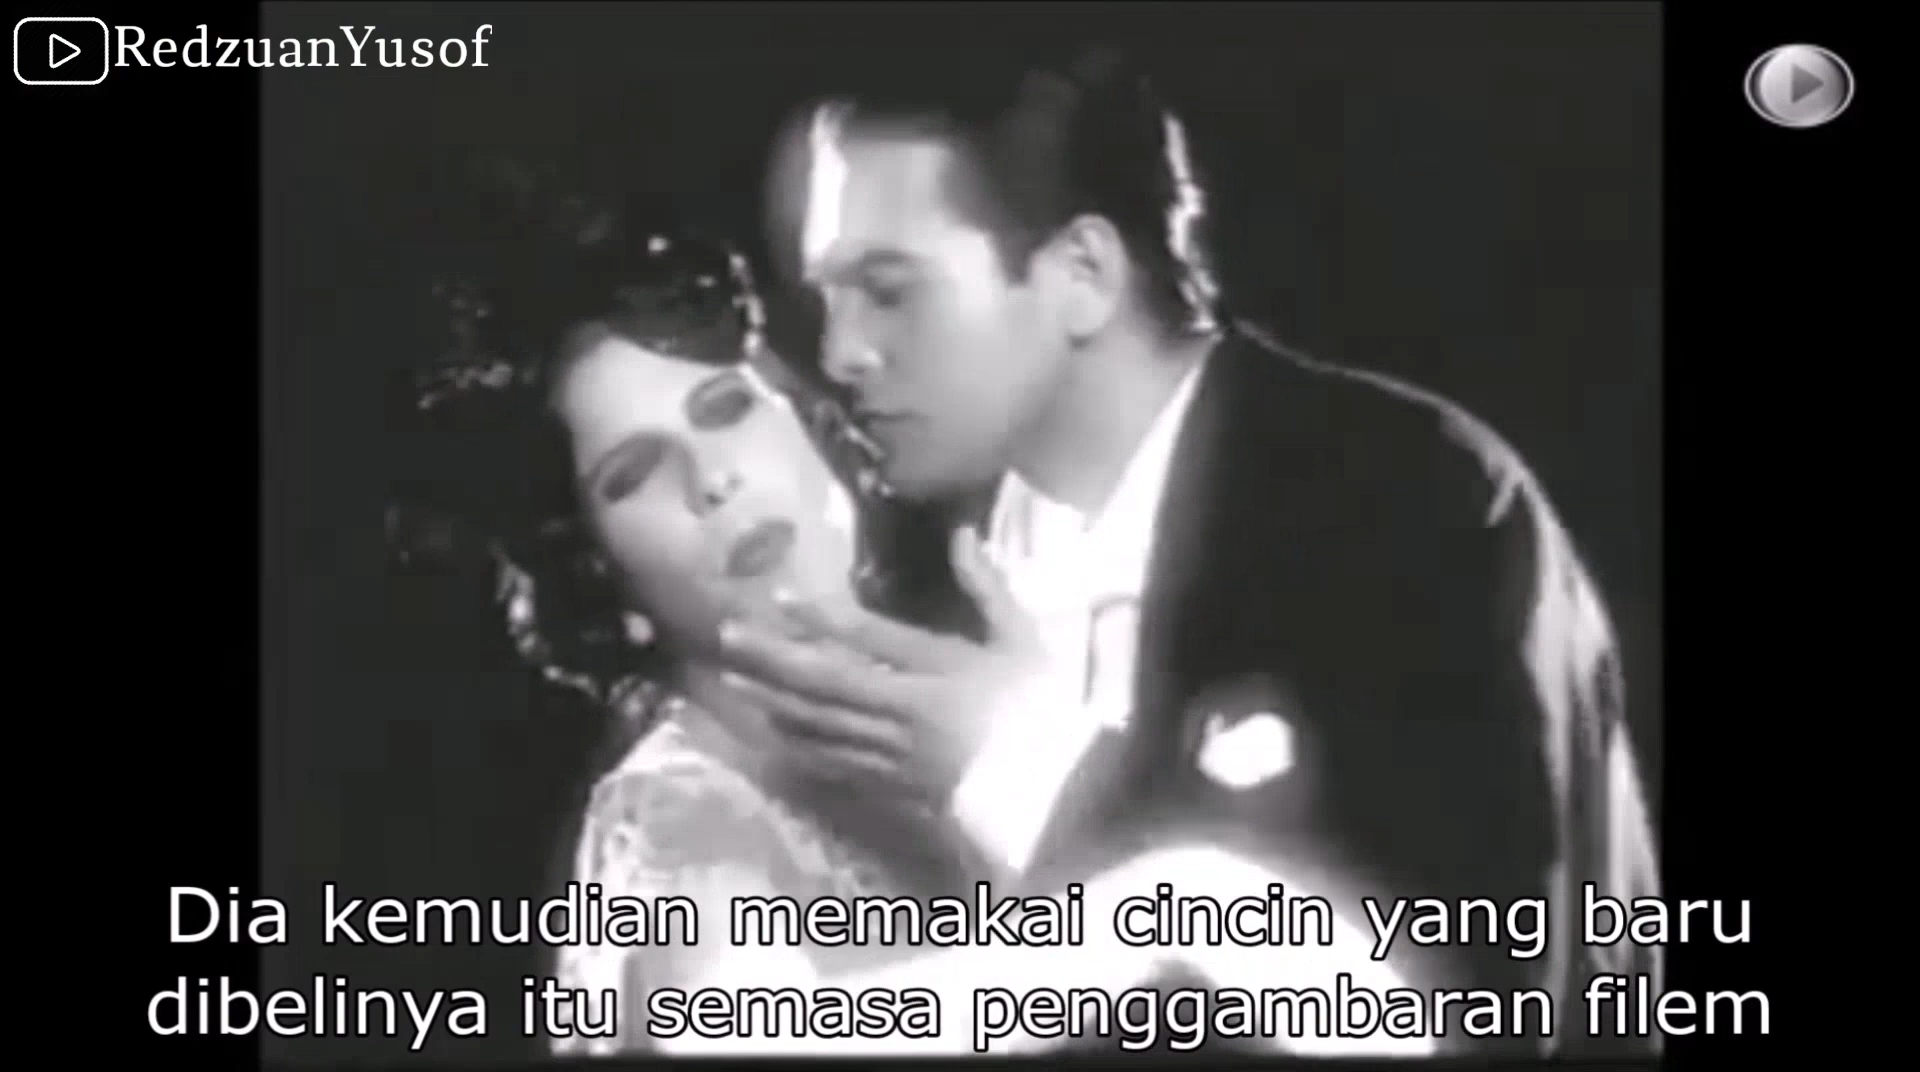 RedzuanYusof
Dia kemudian memakai cincin yang baru
dibelinya itu semasa penggambaran filem